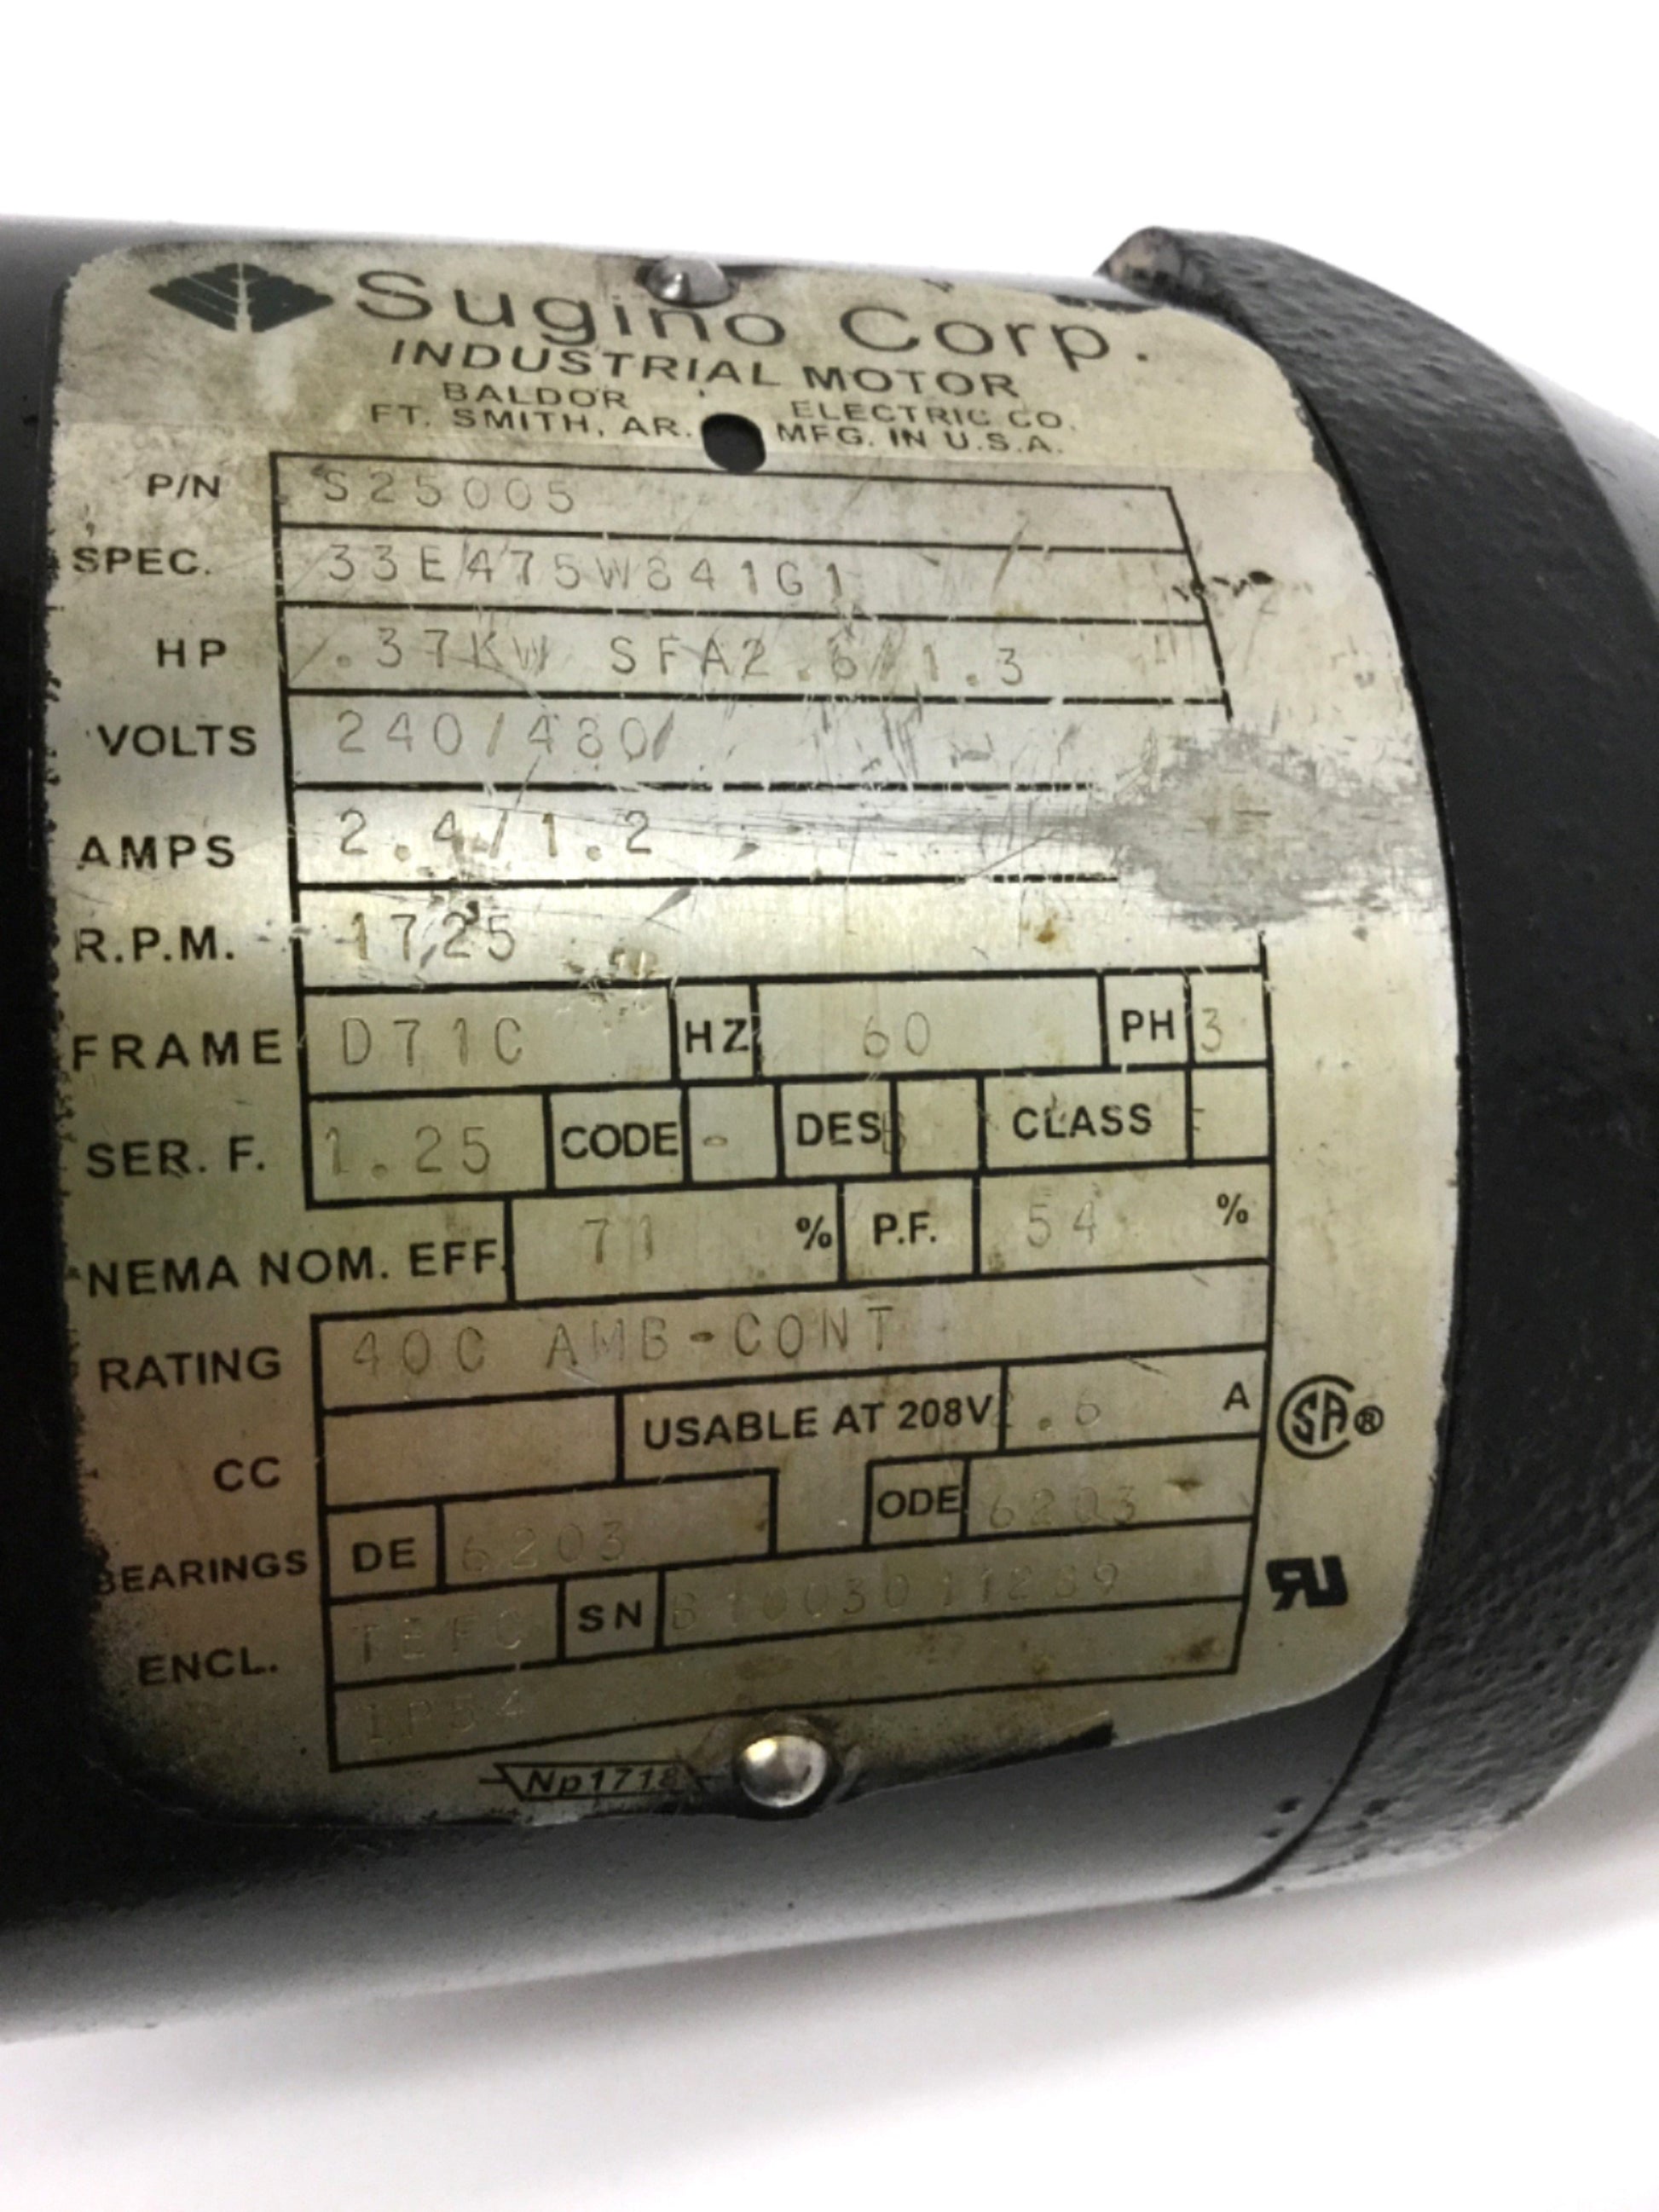 Sugino Corp.
INDUSTRIAL MOTOR
BALDOR ELECTRIC CO.
FT. SMITH, AR. MFG. IN U.S.A.
P/N S25005
SPEC. 33E475W841G1
HP .37KW SFA2.6/1.3
VOLTS 240/480
AMPS 2.4/1.2
R.P.M. 1725
FRAME D71C HZ 60 PH 3
SER. F. 1.25 CODE - DES CLASS
NEMA NOM. EFF. 71 % P.F. 54 %
RATING 40C AMB-CONT
CC USABLE AT 208V A
BEARINGS DE 6203 ODE 6203
ENCL. TEFC SN
IP54
SA®
Np1718